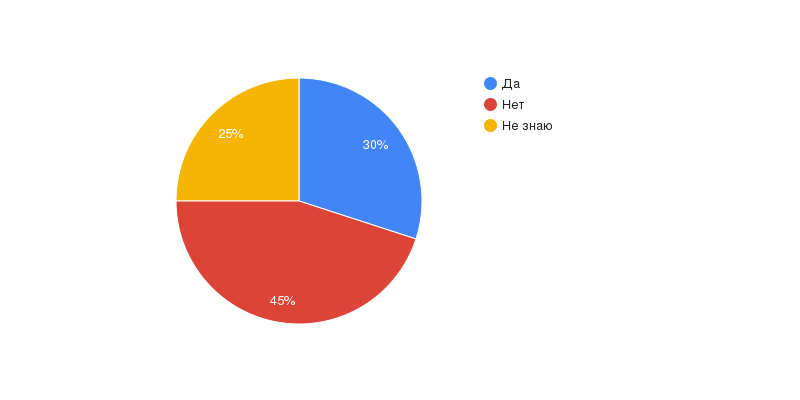 Да
Нет
Не знаю
25%
30%
45%